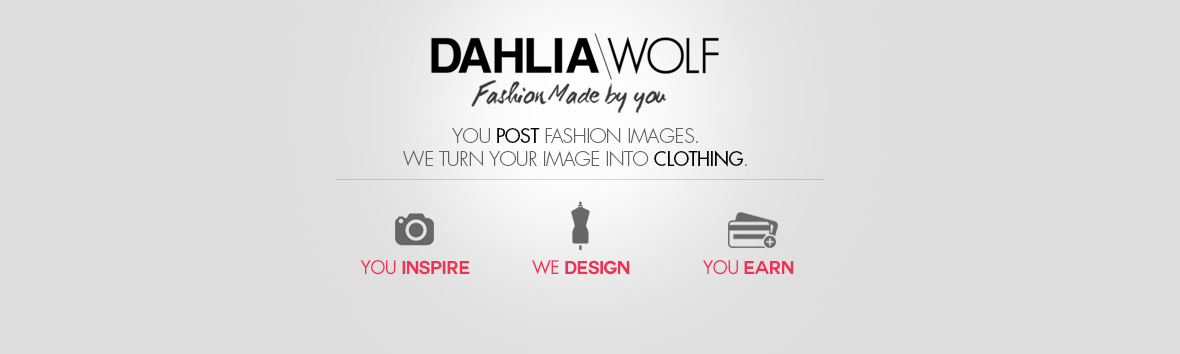 DAHLIA\WOLF
Fashion Made by you
YOU POST FASHION IMAGES.
WE TURN YOUR IMAGE INTO CLOTHING.
YOU INSPIRE WE DESIGN YOU EARN